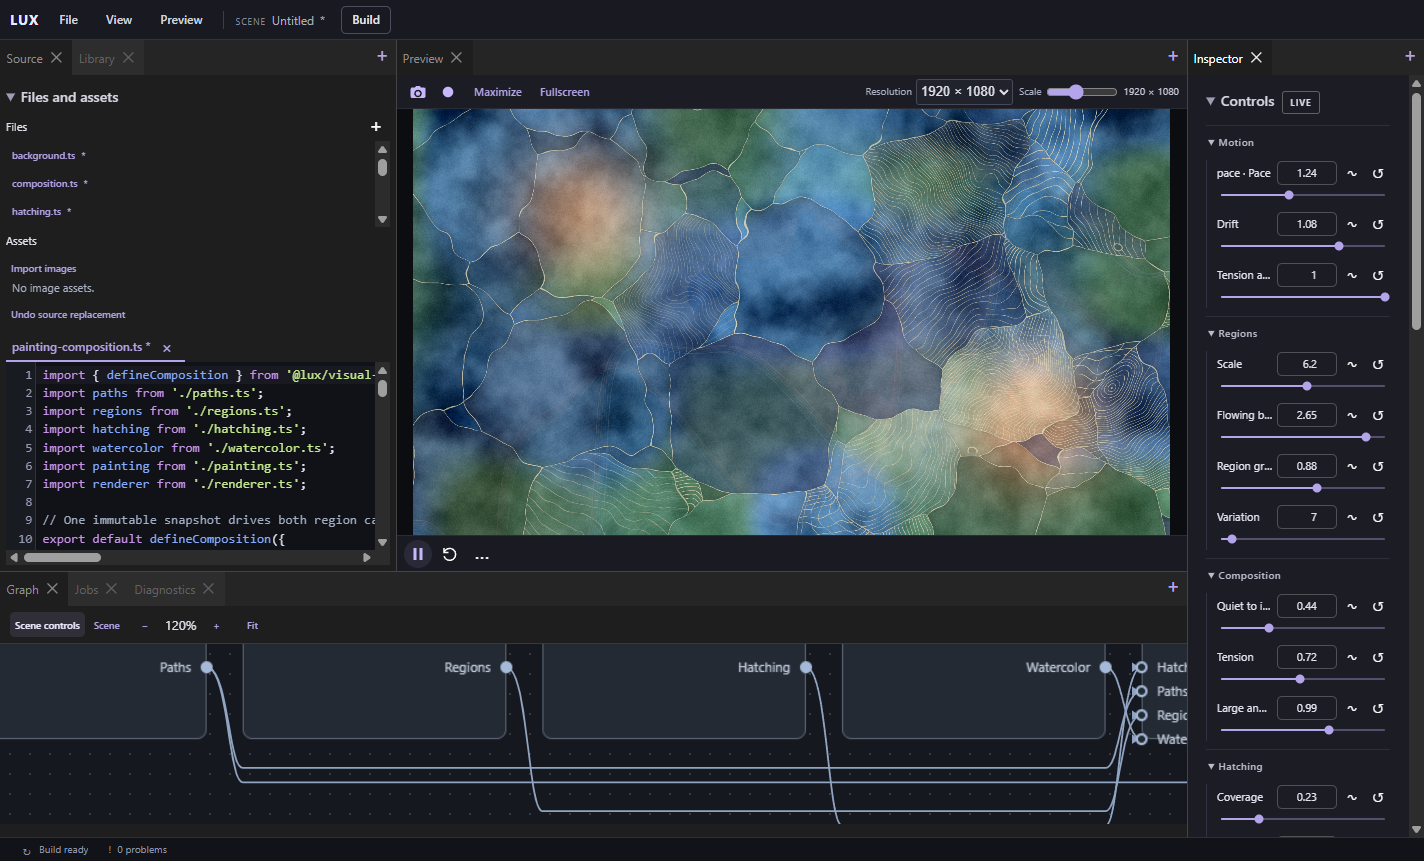 LUX File View Preview SCENE Untitled * Build
Source Library
Files and assets
Files
background.ts *
composition.ts *
hatching.ts *
Assets
Import images
No image assets.
Undo source replacement
painting-composition.ts *
1 import { defineComposition } from '@lux/visual-
2 import paths from './paths.ts';
3 import regions from './regions.ts';
4 import hatching from './hatching.ts';
5 import watercolor from './watercolor.ts';
6 import painting from './painting.ts';
7 import renderer from './renderer.ts';
8
9 // One immutable snapshot drives both region ca
10 export default defineComposition({
Preview
Maximize Fullscreen Resolution 1920 × 1080 Scale 1920 × 1080
...
Graph Jobs Diagnostics
Scene controls Scene − 120% + Fit
Paths Regions Hatching Watercolor
Hatch
Paths
Regic
Wate
Inspector
Controls LIVE
Motion
pace · Pace 1.24
Drift 1.08
Tension a... 1
Regions
Scale 6.2
Flowing b... 2.65
Region gr... 0.88
Variation 7
Composition
Quiet to i... 0.44
Tension 0.72
Large an... 0.99
Hatching
Coverage 0.23
Build ready ! 0 problems